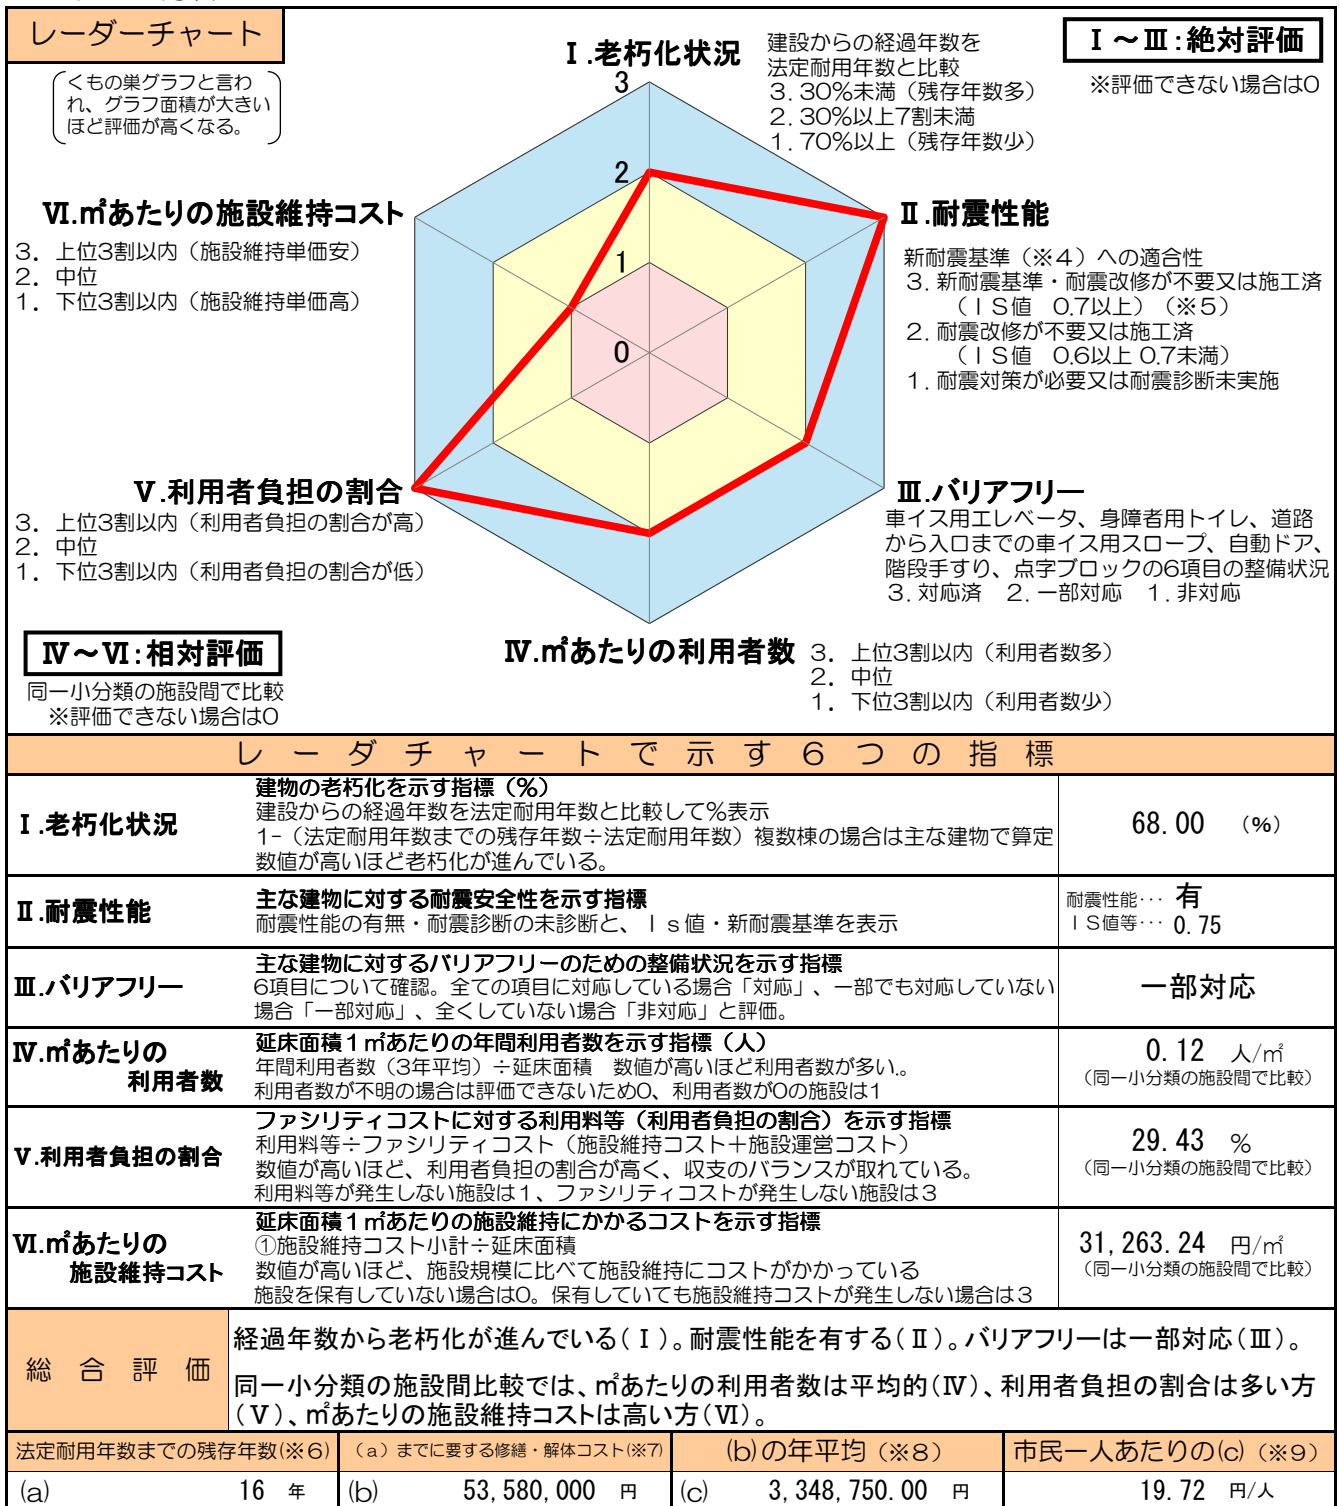 レーダーチャート
くもの巣グラフと言わ
れ、グラフ面積が大きい
ほど評価が高くなる。
Ⅰ～Ⅲ:絶対評価
※評価できない場合は0
Ⅰ.老朽化状況
建設からの経過年数を
法定耐用年数と比較
3. 30%未満（残存年数多）
2. 30%以上7割未満
1. 70%以上（残存年数少）
3
2
1
0
Ⅱ.耐震性能
新耐震基準（※4）への適合性
3. 新耐震基準・耐震改修が不要又は施工済
（ＩＳ値　0.7以上）（※5）
2. 耐震改修が不要又は施工済
（ＩＳ値　0.6以上 0.7未満）
1. 耐震対策が必要又は耐震診断未実施
Ⅵ.㎡あたりの施設維持コスト
3. 上位3割以内（施設維持単価安）
2. 中位
1. 下位3割以内（施設維持単価高）
Ⅴ.利用者負担の割合
3. 上位3割以内（利用者負担の割合が高）
2. 中位
1. 下位3割以内（利用者負担の割合が低）
Ⅲ.バリアフリー
車イス用エレベータ、身障者用トイレ、道路
から入口までの車イス用スロープ、自動ドア、
階段手すり、点字ブロックの6項目の整備状況
3. 対応済　2. 一部対応　1. 非対応
Ⅳ～Ⅵ:相対評価
同一小分類の施設間で比較
※評価できない場合は0
Ⅳ.㎡あたりの利用者数
3. 上位3割以内（利用者数多）
2. 中位
1. 下位3割以内（利用者数少）
レーダチャートで示す6つの指標
Ⅰ.老朽化状況
建物の老朽化を示す指標（%）
建設からの経過年数を法定耐用年数と比較して%表示
1-（法定耐用年数までの残存年数÷法定耐用年数）複数棟の場合は主な建物で算定
数値が高いほど老朽化が進んでいる。
68.00　（%）
Ⅱ.耐震性能
主な建物に対する耐震安全性を示す指標
耐震性能の有無・耐震診断の未診断と、Ｉｓ値・新耐震基準を表示
耐震性能… 有
ＩＳ値等… 0.75
Ⅲ.バリアフリー
主な建物に対するバリアフリーのための整備状況を示す指標
6項目について確認。全ての項目に対応している場合「対応」、一部でも対応していない
場合「一部対応」、全くしていない場合「非対応」と評価。
一部対応
Ⅳ.㎡あたりの
利用者数
延床面積１㎡あたりの年間利用者数を示す指標（人）
年間利用者数（3年平均）÷延床面積　数値が高いほど利用者数が多い。
利用者数が不明の場合は評価できないため0、利用者数が0の施設は1
0.12　人/㎡
（同一小分類の施設間で比較）
Ⅴ.利用者負担の割合
ファシリティコストに対する利用料等（利用者負担の割合）を示す指標
利用料等÷ファシリティコスト（施設維持コスト＋施設運営コスト）
数値が高いほど、利用者負担の割合が高く、収支のバランスが取れている。
利用料等が発生しない施設は１、ファシリティコストが発生しない施設は３
29.43　%
（同一小分類の施設間で比較）
Ⅵ.㎡あたりの
施設維持コスト
延床面積１㎡あたりの施設維持にかかるコストを示す指標
①施設維持コスト小計÷延床面積
数値が高いほど、施設規模に比べて施設維持にコストがかかっている
施設を保有していない場合は0。保有していても施設維持コストが発生しない場合は３
31,263.24　円/㎡
（同一小分類の施設間で比較）
総合評価
経過年数から老朽化が進んでいる(Ⅰ)。耐震性能を有する(Ⅱ)。バリアフリーは一部対応(Ⅲ)。
同一小分類の施設間比較では、㎡あたりの利用者数は平均的(Ⅳ)、利用者負担の割合は多い方
(Ⅴ)、㎡あたりの施設維持コストは高い方(Ⅵ)。
法定耐用年数までの残存年数(※6)
（a）までに要する修繕・解体コスト(※7)
(b)の年平均（※8）
市民一人あたりの(c)（※9）
(a)　16　年
(b)　53,580,000　円
(c)　3,348,750.00　円
19.72　円/人